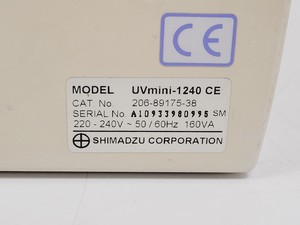 CE
MODEL UVmini-1240 CE
CAT. No. 206-89175-38
SERIAL No. A10933980995 SM
220 - 240V ~ 50 / 60Hz 160VA
SHIMADZU CORPORATION